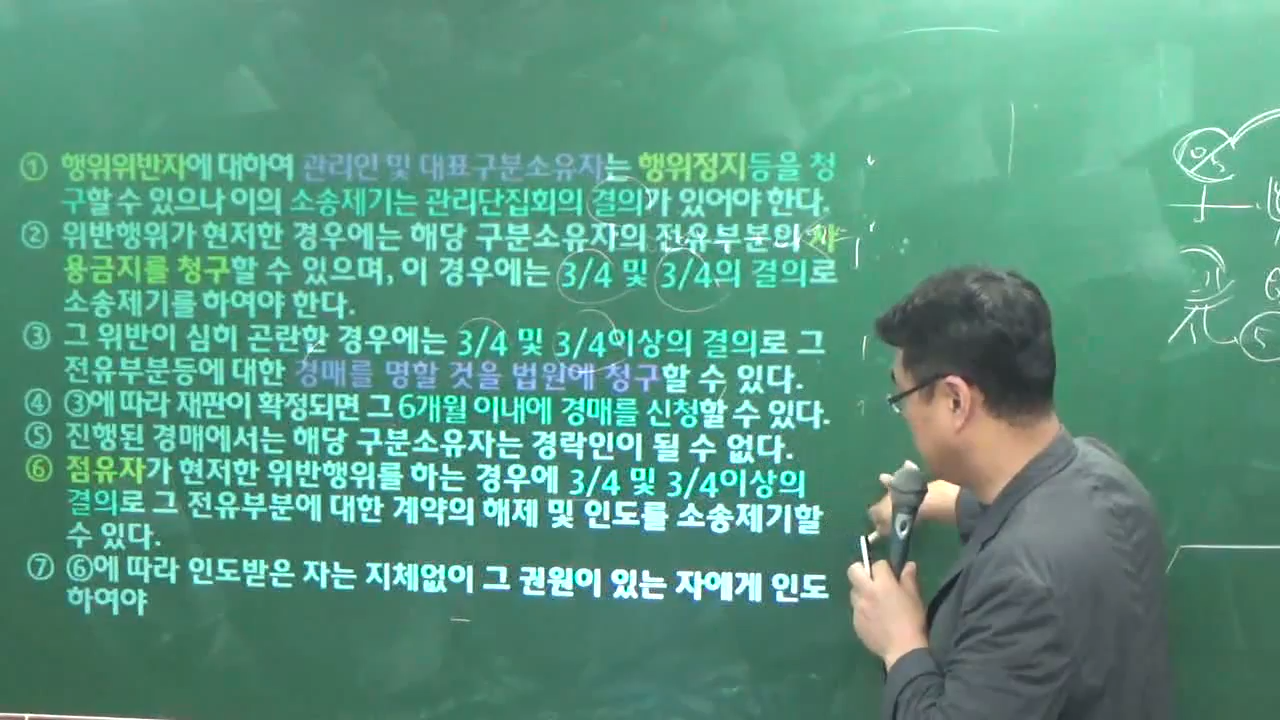 ① 행위위반자에 대하여 관리인 및 대표구분소유자는 행위정지등을 청
구할 수 있으나 이의 소송제기는 관리단집회의 결의가 있어야 한다.
② 위반행위가 현저한 경우에는 해당 구분소유자의 전유부분의 사
용금지를 청구할 수 있으며, 이 경우에는 3/4 및 3/4의 결의로
소송제기를 하여야 한다.
③ 그 위반이 심히 곤란한 경우에는 3/4 및 3/4이상의 결의로 그
전유부분등에 대한 경매를 명할 것을 법원에 청구할 수 있다.
④ ③에 따라 재판이 확정되면 그 6개월 이내에 경매를 신청할 수 있다.
⑤ 진행된 경매에서는 해당 구분소유자는 경락인이 될 수 없다.
⑥ 점유자가 현저한 위반행위를 하는 경우에 3/4 및 3/4이상의
결의로 그 전유부분에 대한 계약의 해제 및 인도를 소송제기할
수 있다.
⑦ ⑥에 따라 인도받은 자는 지체없이 그 권원이 있는 자에게 인도
하여야